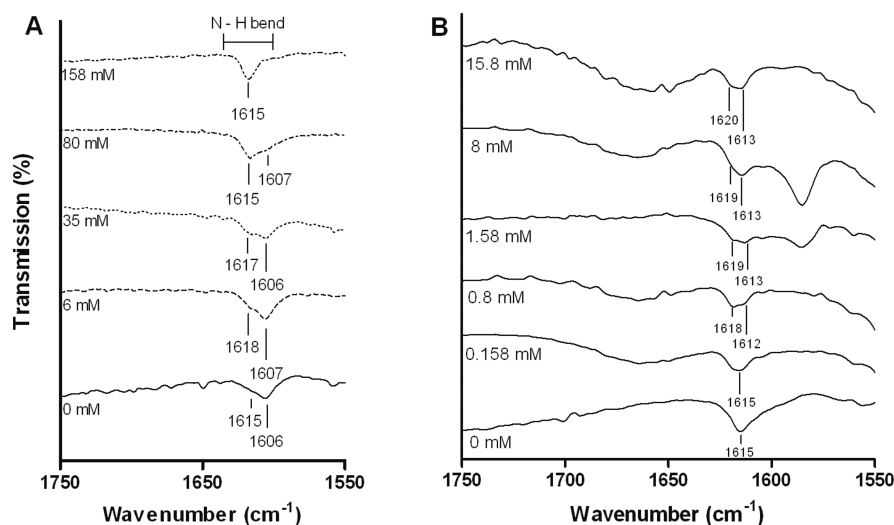 A
N - H bend
158 mM
1615
80 mM
1607
1615
35 mM
1617
1606
6 mM
1618
1607
0 mM
1615
1606
1750
1650
1550
Wavenumber (cm-1)
Transmission (%)
B
15.8 mM
1620
1613
8 mM
1619
1613
1.58 mM
1619
1613
0.8 mM
1618
1612
0.158 mM
1615
0 mM
1615
1750
1700
1650
1600
1550
Wavenumber (cm-1)